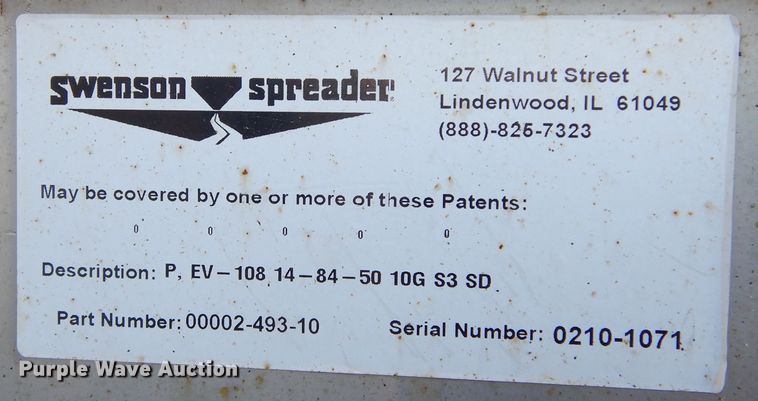 Swenson spreader
127 Walnut Street
Lindenwood, IL 61049
(888)-825-7323
May be covered by one or more of these Patents:
0 0 0 0 0
Description: P, EV-108 14-84-50 10G S3 SD
Part Number: 00002-493-10
Serial Number: 0210-1071
Purple Wave Auction